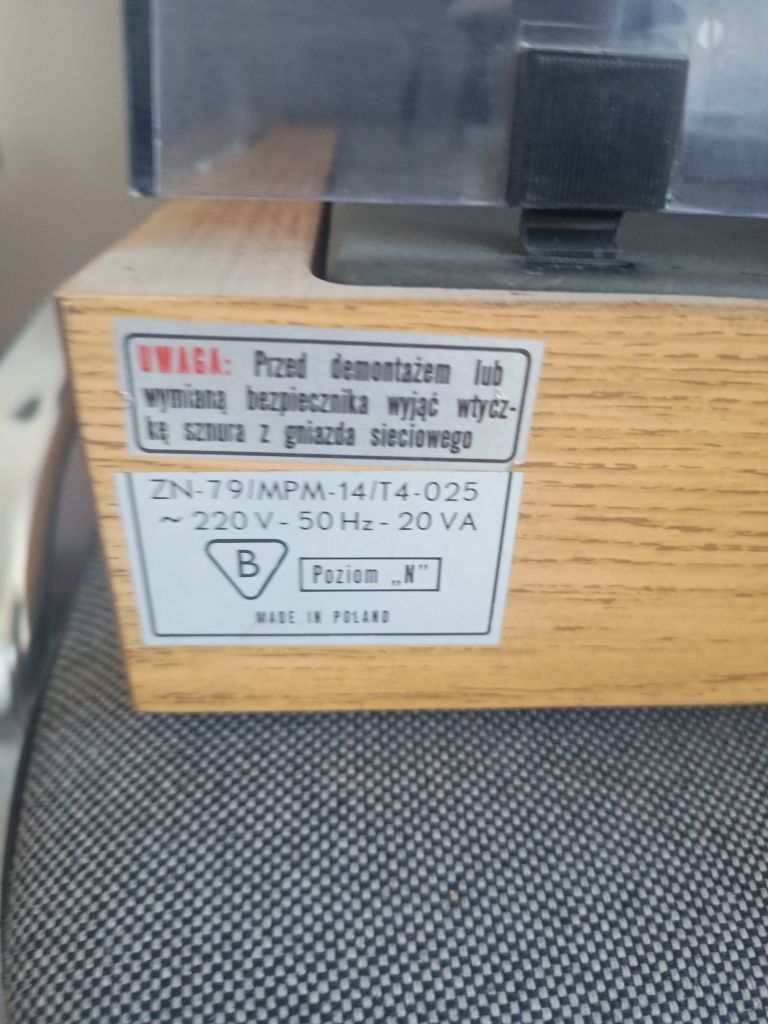 UWAGA: Przed demontażem lub
wymianą bezpiecznika wyjąć wtycz-
kę sznura z gniazda sieciowego
ZN-79/MPM-14/T4-025
~ 220 V - 50 Hz - 20 VA
B
Poziom „N”
MADE IN POLAND